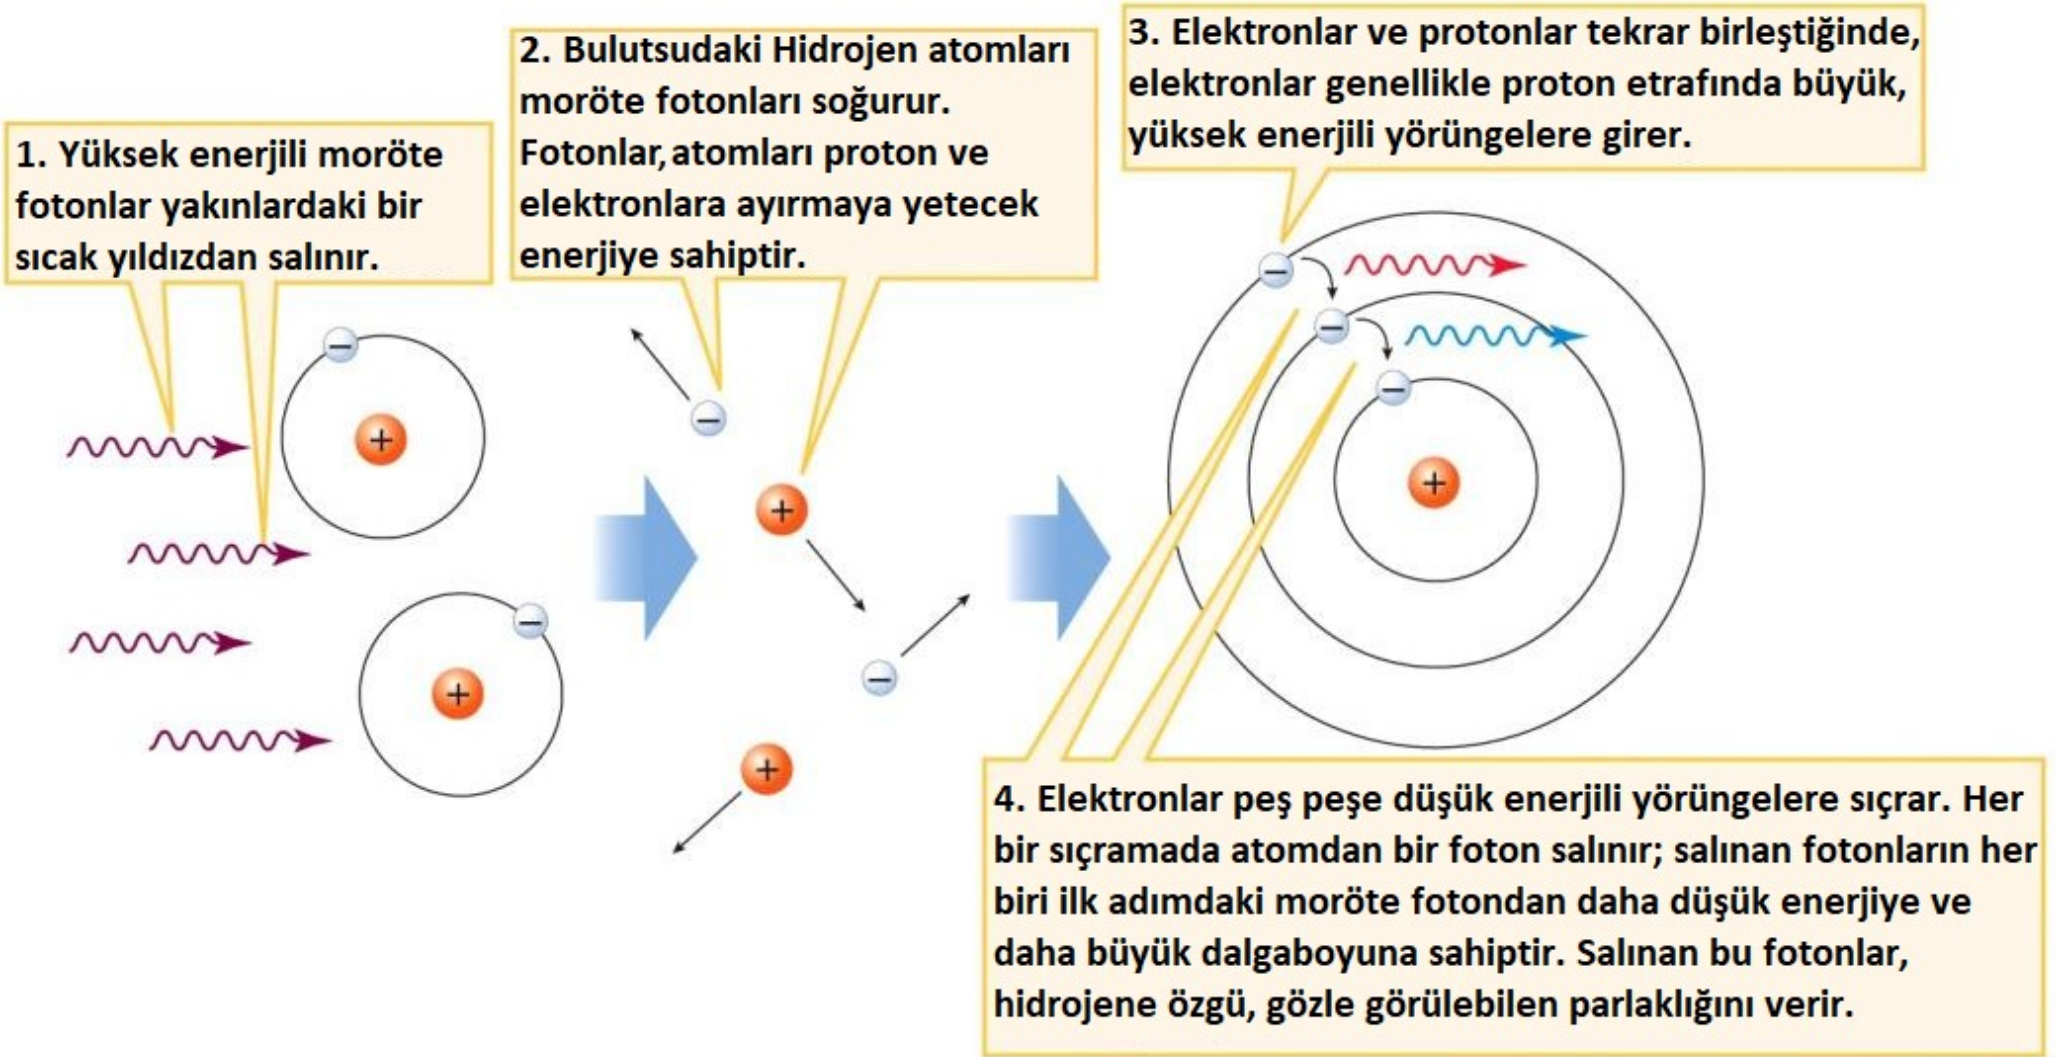 1. Yüksek enerjili moröte
fotonlar yakınlardaki bir
sıcak yıldızdan salınır.
2. Bulutsudaki Hidrojen atomları
moröte fotonları soğurur.
Fotonlar,atomları proton ve
elektronlara ayırmaya yetecek
enerjiye sahiptir.
3. Elektronlar ve protonlar tekrar birleştiğinde,
elektronlar genellikle proton etrafında büyük,
yüksek enerjili yörüngelere girer.
4. Elektronlar peş peşe düşük enerjili yörüngelere sıçrar. Her
bir sıçramada atomdan bir foton salınır; salınan fotonların her
biri ilk adımdaki moröte fotondan daha düşük enerjiye ve
daha büyük dalgaboyuna sahiptir. Salınan bu fotonlar,
hidrojene özgü, gözle görülebilen parlaklığını verir.